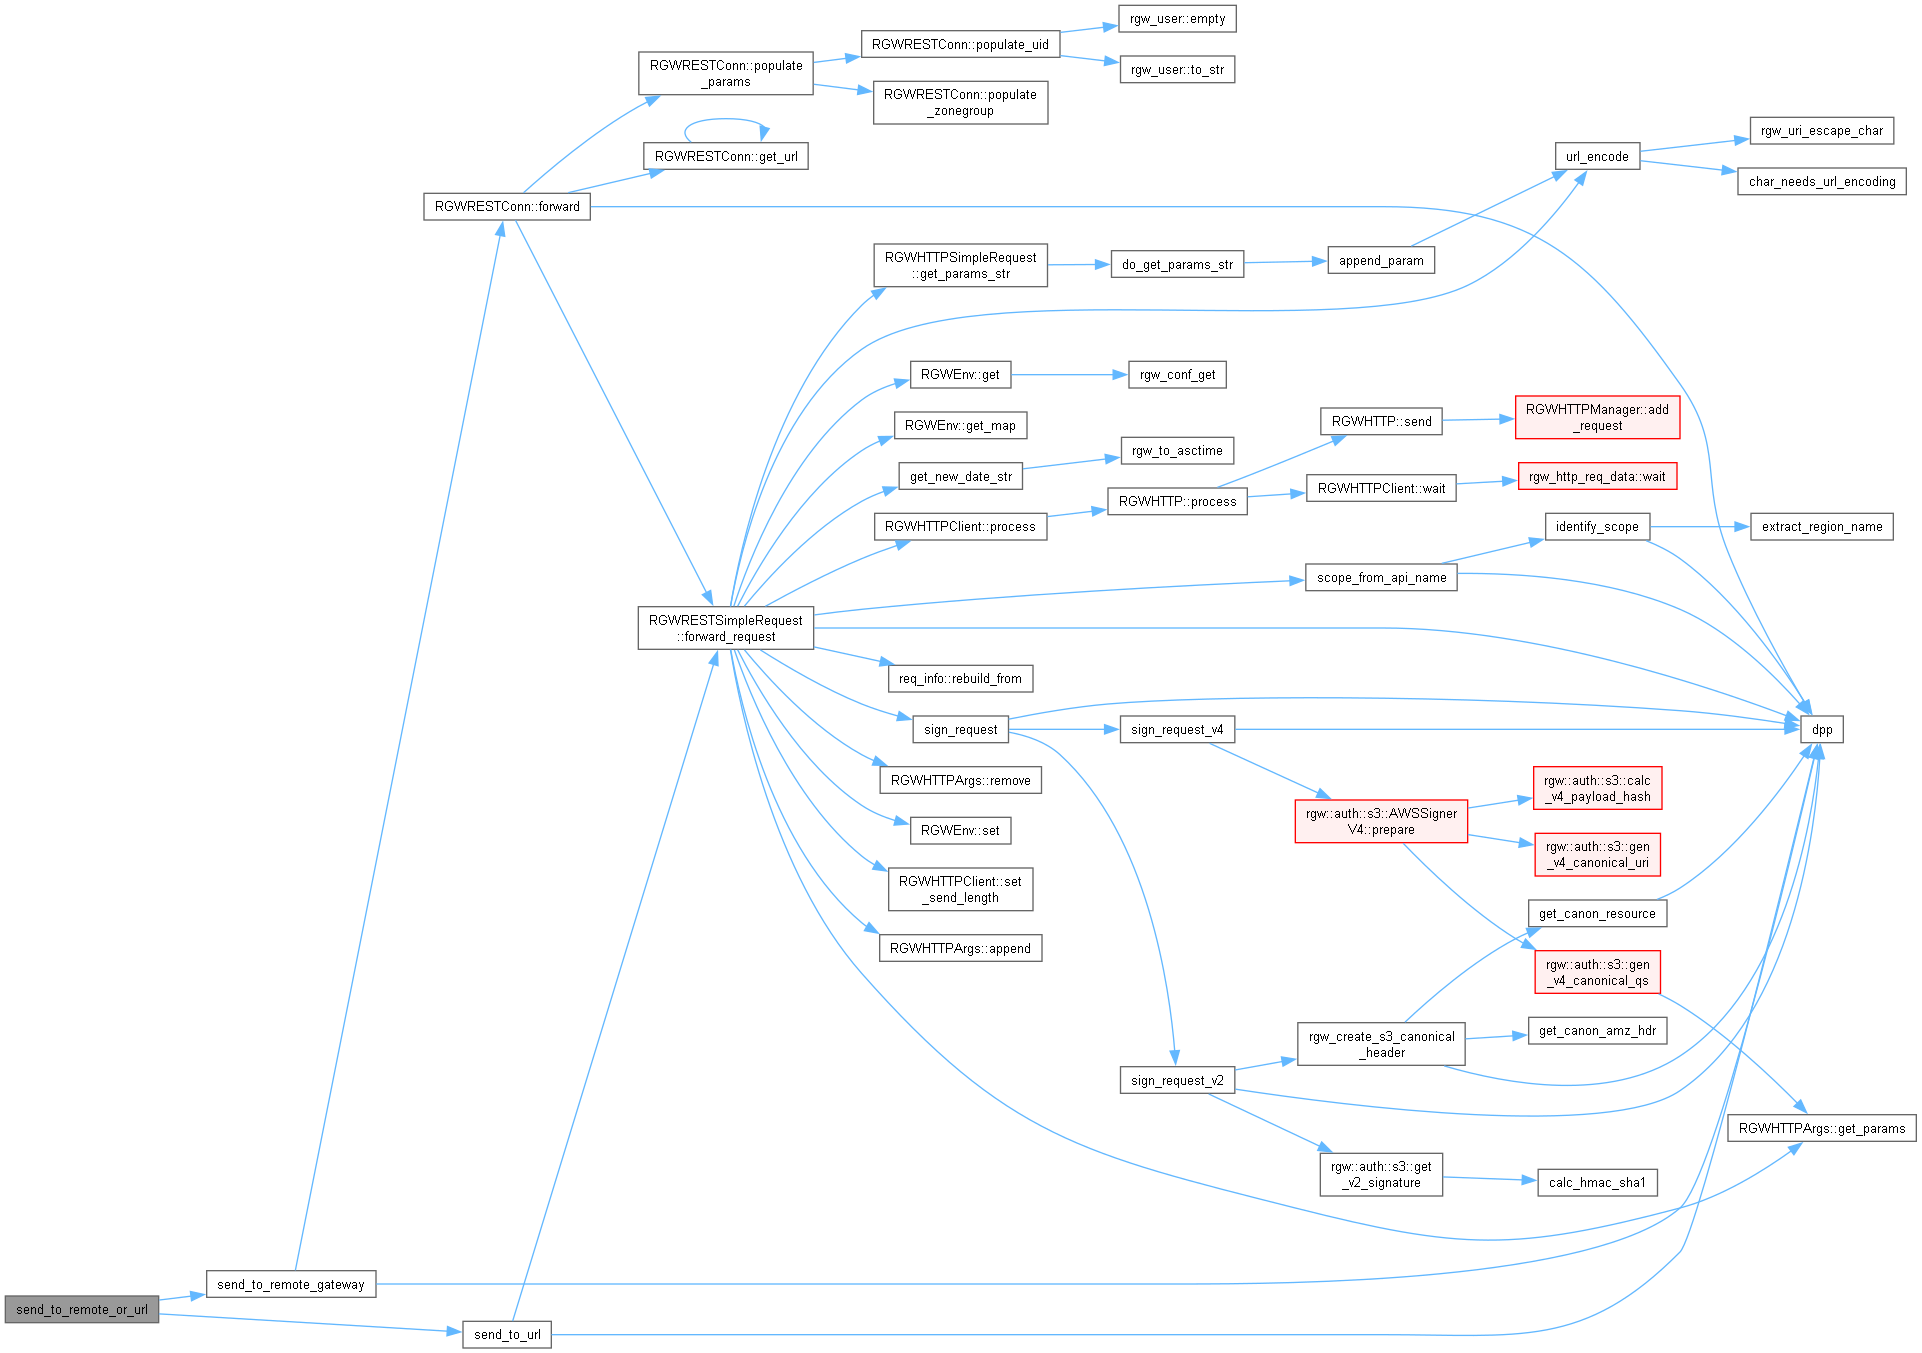 rgw_user::empty
RGWRESTConn::populate_uid
RGWRESTConn::populate
_params
rgw_user::to_str
RGWRESTConn::populate
_zonegroup
rgw_uri_escape_char
RGWRESTConn::get_url
url_encode
char_needs_url_encoding
RGWRESTConn::forward
RGWHTTPSimpleRequest
::get_params_str
do_get_params_str
append_param
RGWEnv::get
rgw_conf_get
RGWHTTPManager::add
_request
RGWHTTP::send
RGWEnv::get_map
rgw_to_asctime
get_new_date_str
rgw_http_req_data::wait
RGWHTTPClient::wait
RGWHTTP::process
RGWHTTPClient::process
identify_scope
extract_region_name
scope_from_api_name
RGWRESTSimpleRequest
::forward_request
req_info::rebuild_from
sign_request
sign_request_v4
dpp
RGWHTTPArgs::remove
rgw::auth::s3::calc
_v4_payload_hash
rgw::auth::s3::AWSSigner
V4::prepare
RGWEnv::set
rgw::auth::s3::gen
_v4_canonical_uri
RGWHTTPClient::set
_send_length
get_canon_resource
RGWHTTPArgs::append
rgw::auth::s3::gen
_v4_canonical_qs
rgw_create_s3_canonical
_header
get_canon_amz_hdr
sign_request_v2
RGWHTTPArgs::get_params
rgw::auth::s3::get
_v2_signature
calc_hmac_sha1
send_to_remote_gateway
send_to_remote_or_url
send_to_url